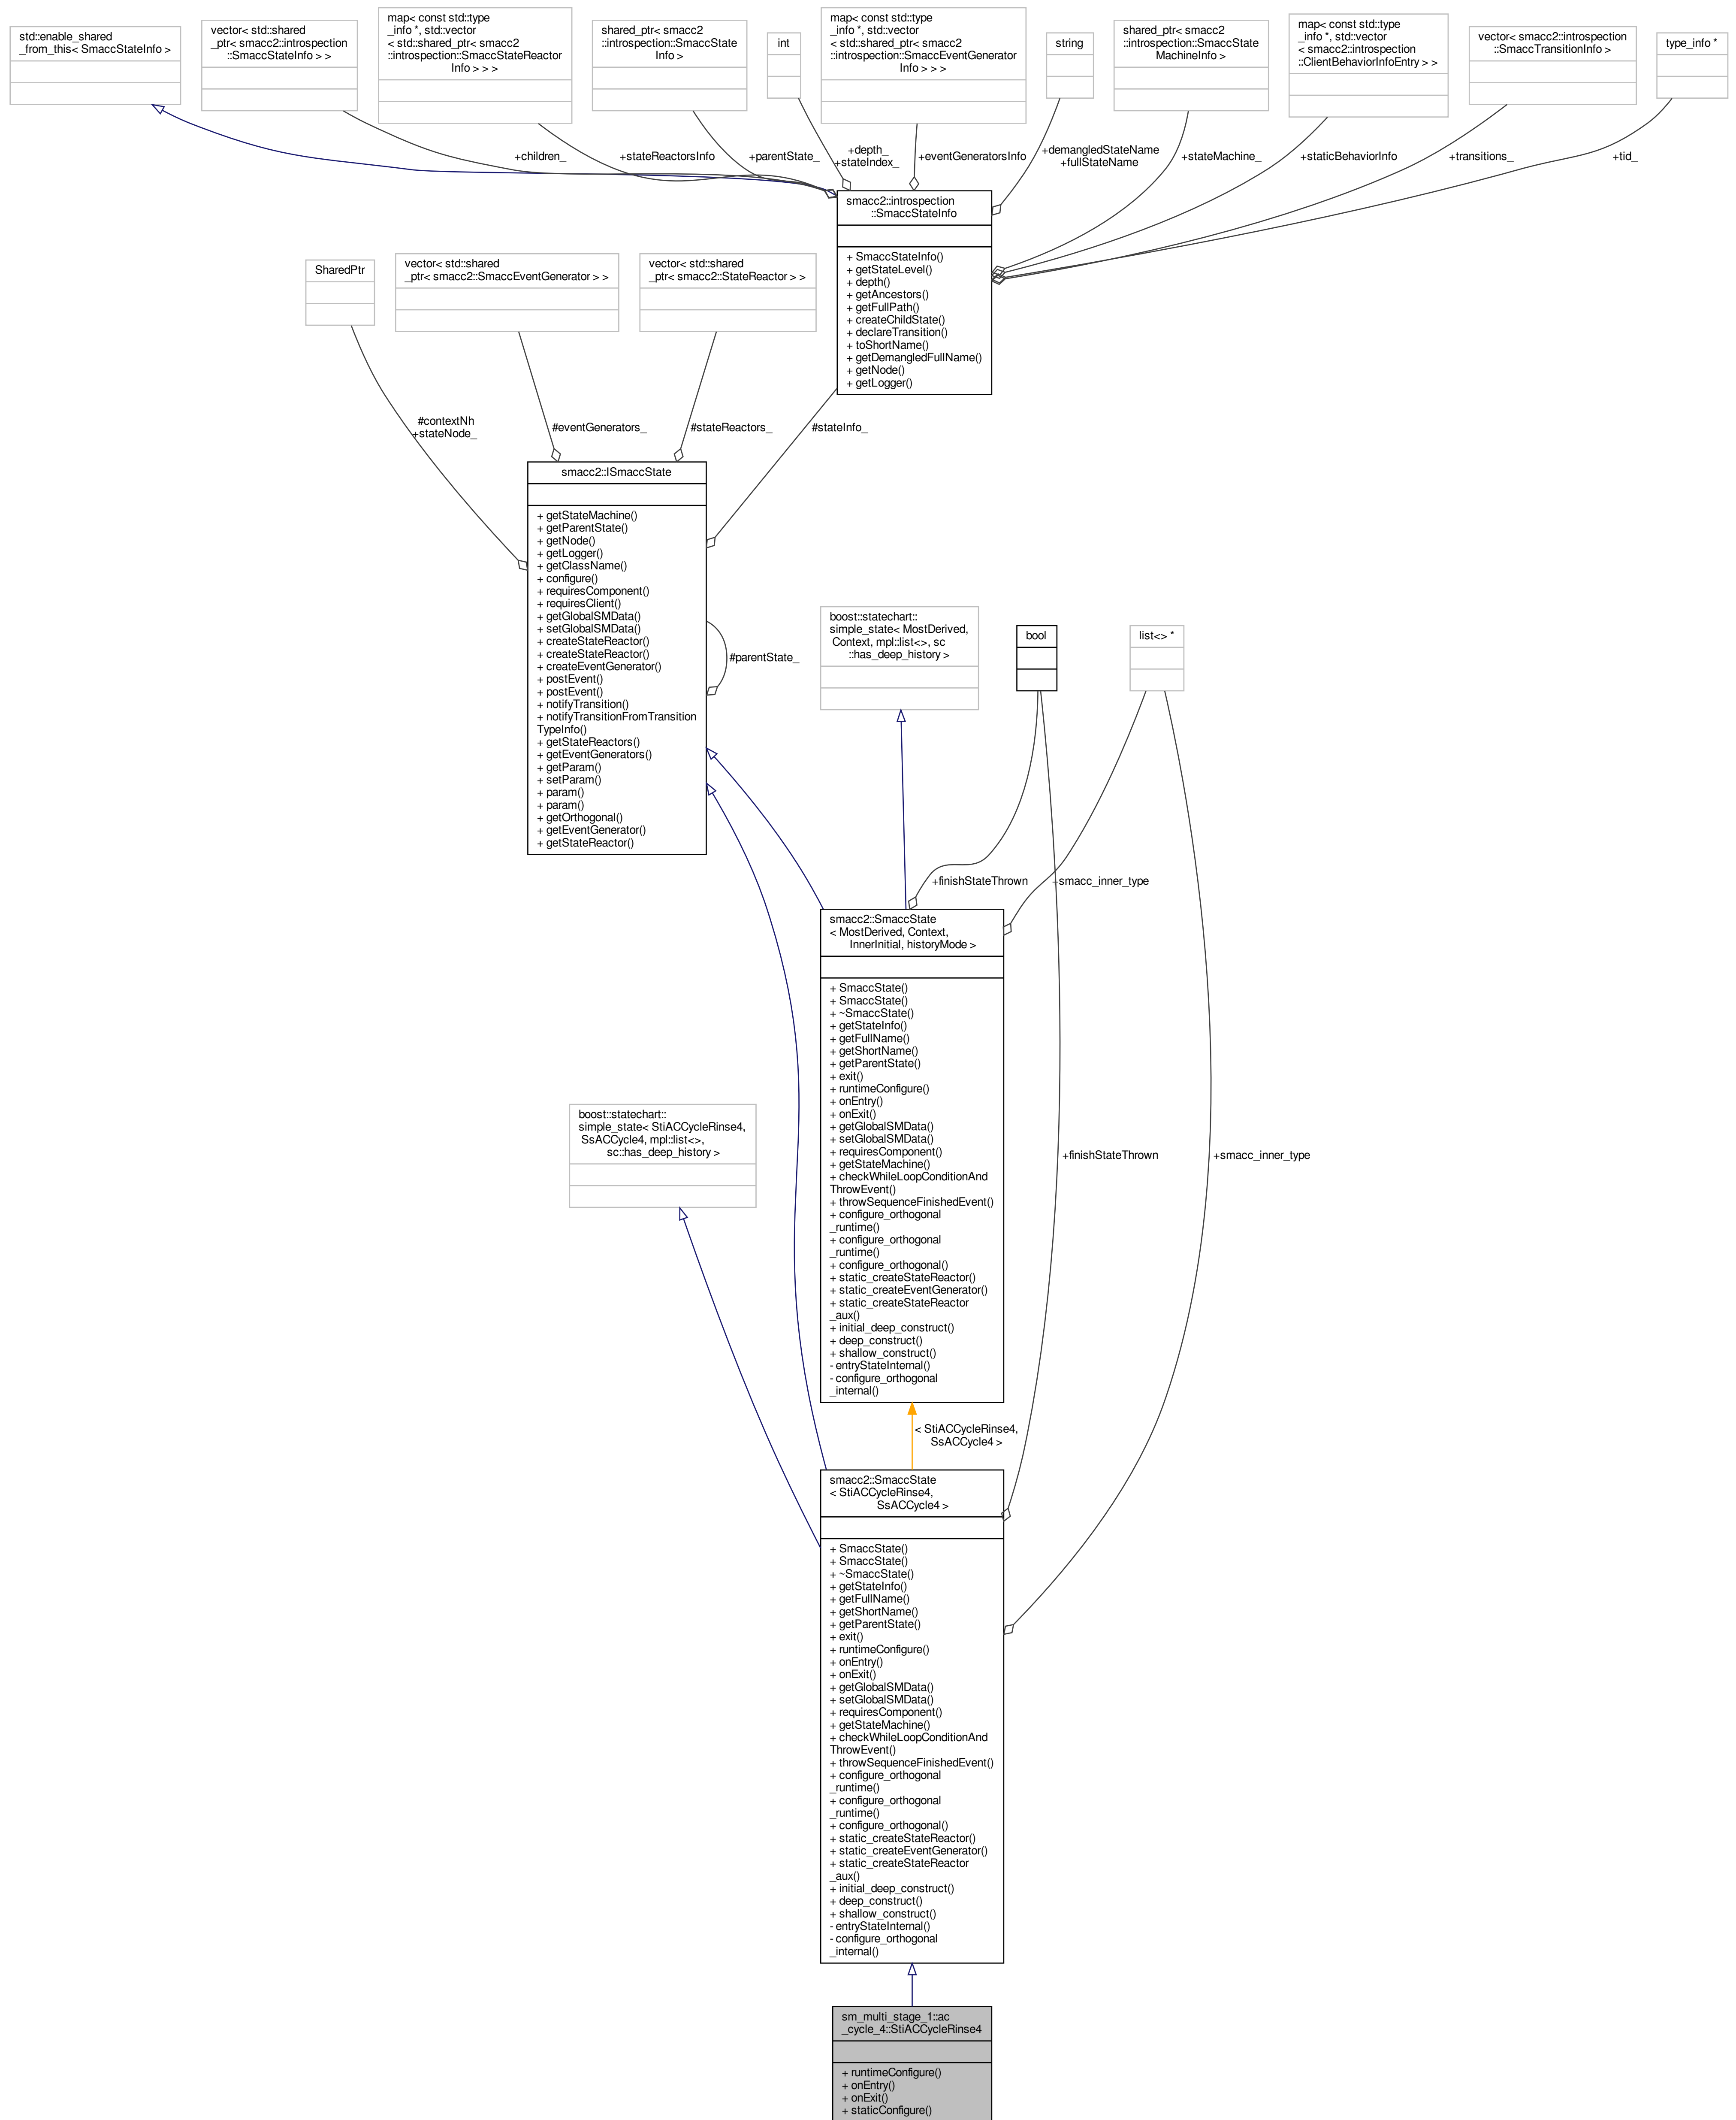 std::enable_shared
_from_this< SmaccStateInfo >
vector< std::shared
_ptr< smacc2::introspection
::SmaccStateInfo > >
map< const std::type
_info *, std::vector
< std::shared_ptr< smacc2
::introspection::SmaccStateReactor
Info > > >
shared_ptr< smacc2
::introspection::SmaccState
Info >
int
map< const std::type
_info *, std::vector
< std::shared_ptr< smacc2
::introspection::SmaccEventGenerator
Info > > >
string
shared_ptr< smacc2
::introspection::SmaccState
MachineInfo >
map< const std::type
_info *, std::vector
< smacc2::introspection
::ClientBehaviorInfoEntry > >
vector< smacc2::introspection
::SmaccTransitionInfo >
type_info *
+children_
+stateReactorsInfo
+parentState_
+depth_
+stateIndex_
+eventGeneratorsInfo
+demangledStateName
+fullStateName
+stateMachine_
+staticBehaviorInfo
+transitions_
+tid_
smacc2::introspection
::SmaccStateInfo
+ SmaccStateInfo()
+ getStateLevel()
+ depth()
+ getAncestors()
+ getFullPath()
+ createChildState()
+ declareTransition()
+ toShortName()
+ getDemangledFullName()
+ getNode()
+ getLogger()
SharedPtr
vector< std::shared
_ptr< smacc2::SmaccEventGenerator > >
vector< std::shared
_ptr< smacc2::StateReactor > >
#contextNh
+stateNode_
#eventGenerators_
#stateReactors_
#stateInfo_
smacc2::ISmaccState
+ getStateMachine()
+ getParentState()
+ getNode()
+ getLogger()
+ getClassName()
+ configure()
+ requiresComponent()
+ requiresClient()
+ getGlobalSMData()
+ setGlobalSMData()
+ createStateReactor()
+ createStateReactor()
+ createEventGenerator()
+ postEvent()
+ postEvent()
+ notifyTransition()
+ notifyTransitionFromTransition
TypeInfo()
+ getStateReactors()
+ getEventGenerators()
+ getParam()
+ setParam()
+ param()
+ param()
+ getOrthogonal()
+ getEventGenerator()
+ getStateReactor()
#parentState_
boost::statechart::
simple_state< MostDerived,
Context, mpl::list<>, sc
::has_deep_history >
bool
list<> *
+finishStateThrown
+smacc_inner_type
smacc2::SmaccState
< MostDerived, Context,
InnerInitial, historyMode >
+ SmaccState()
+ SmaccState()
+ ~SmaccState()
+ getStateInfo()
+ getFullName()
+ getShortName()
+ getParentState()
+ exit()
+ runtimeConfigure()
+ onEntry()
+ onExit()
+ getGlobalSMData()
+ setGlobalSMData()
+ requiresComponent()
+ getStateMachine()
+ checkWhileLoopConditionAnd
ThrowEvent()
+ throwSequenceFinishedEvent()
+ configure_orthogonal
_runtime()
+ configure_orthogonal
_runtime()
+ configure_orthogonal()
+ static_createStateReactor()
+ static_createEventGenerator()
+ static_createStateReactor
_aux()
+ initial_deep_construct()
+ deep_construct()
+ shallow_construct()
- entryStateInternal()
- configure_orthogonal
_internal()
boost::statechart::
simple_state< StiACCycleRinse4,
SsACCycle4, mpl::list<>,
sc::has_deep_history >
+finishStateThrown
+smacc_inner_type
< StiACCycleRinse4,
SsACCycle4 >
smacc2::SmaccState
< StiACCycleRinse4,
SsACCycle4 >
+ SmaccState()
+ SmaccState()
+ ~SmaccState()
+ getStateInfo()
+ getFullName()
+ getShortName()
+ getParentState()
+ exit()
+ runtimeConfigure()
+ onEntry()
+ onExit()
+ getGlobalSMData()
+ setGlobalSMData()
+ requiresComponent()
+ getStateMachine()
+ checkWhileLoopConditionAnd
ThrowEvent()
+ throwSequenceFinishedEvent()
+ configure_orthogonal
_runtime()
+ configure_orthogonal
_runtime()
+ configure_orthogonal()
+ static_createStateReactor()
+ static_createEventGenerator()
+ static_createStateReactor
_aux()
+ initial_deep_construct()
+ deep_construct()
+ shallow_construct()
- entryStateInternal()
- configure_orthogonal
_internal()
sm_multi_stage_1::ac
_cycle_4::StiACCycleRinse4
+ runtimeConfigure()
+ onEntry()
+ onExit()
+ staticConfigure()